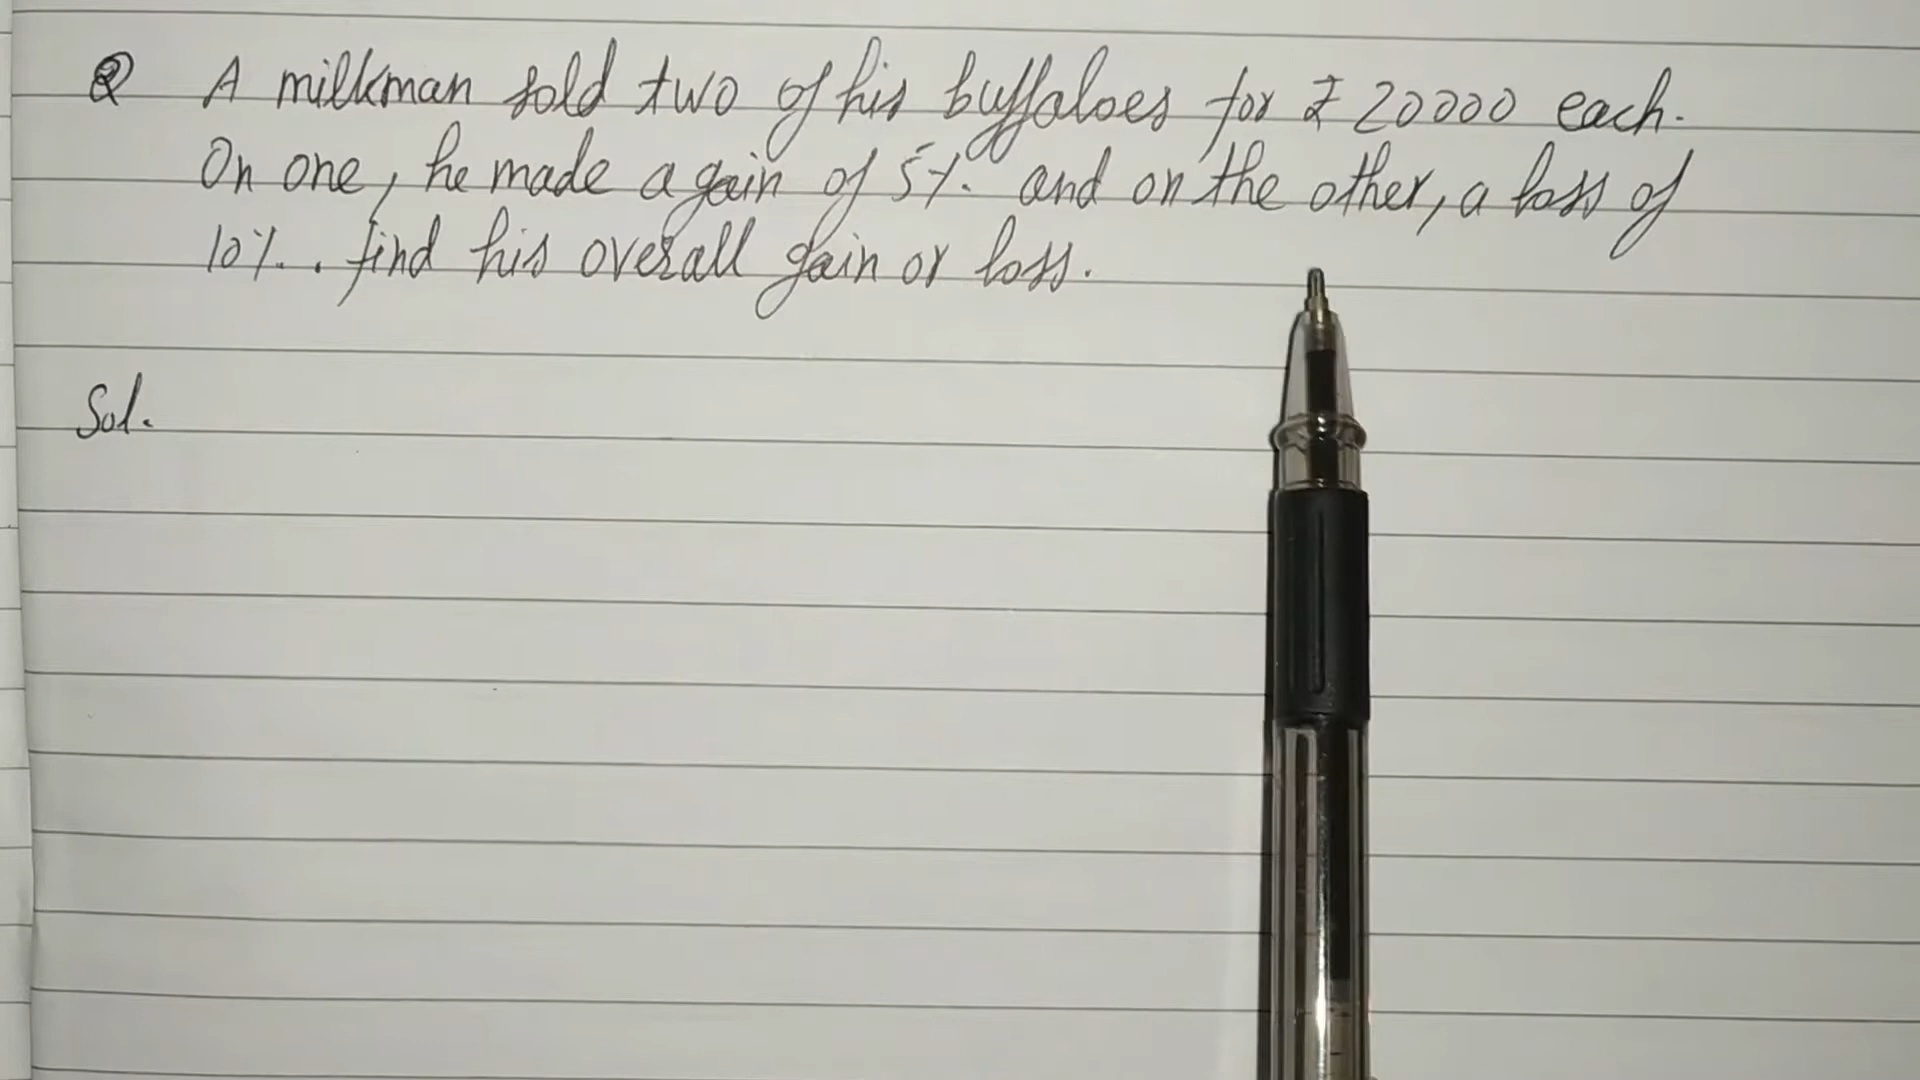 Q A milkman sold two of his buffaloes for ₹ 20000 each.
On one, he made a gain of 5%. and on the other, a loss of
10%. . find his overall gain or loss.
Sol.